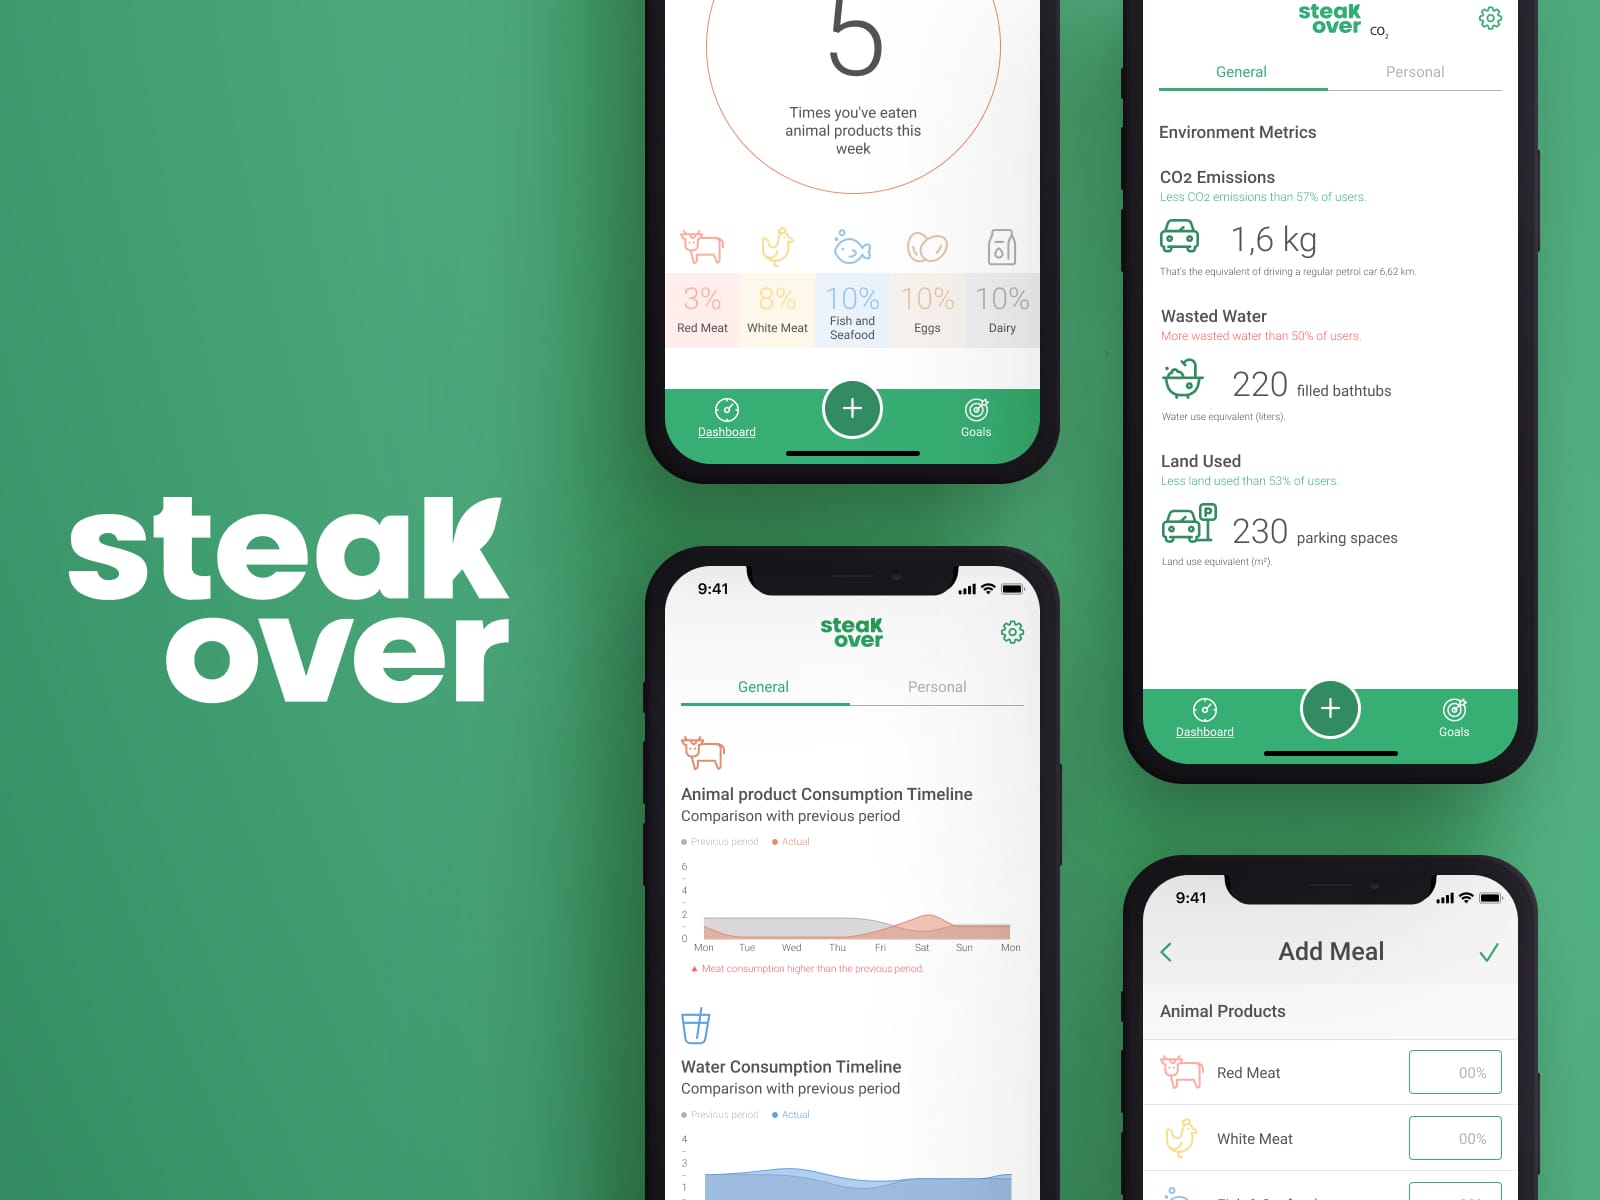 steak
over
5
Times you've eaten
animal products this
week
3%
Red Meat
8%
White Meat
10%
Fish and
Seafood
10%
Eggs
10%
Dairy
Dashboard
+
Goals
9:41
steak
over
General
Personal
Animal product Consumption Timeline
Comparison with previous period
Previous period
Actual
6
-
4
-
2
-
0
Mon
Tue
Wed
Thu
Fri
Sat
Sun
Mon
Meat consumption higher than the previous period.
Water Consumption Timeline
Comparison with previous period
Previous period
Actual
4
-
3
-
1
steak
over CO₂
General
Personal
Environment Metrics
CO2 Emissions
Less CO2 emissions than 57% of users.
1,6 kg
That's the equivalent of driving a regular petrol car 6,62 km.
Wasted Water
More wasted water than 50% of users.
220 filled bathtubs
Water use equivalent (liters).
Land Used
Less land used than 53% of users.
P
230 parking spaces
Land use equivalent (m²).
Dashboard
+
Goals
9:41
Add Meal
Animal Products
Red Meat
00%
White Meat
00%